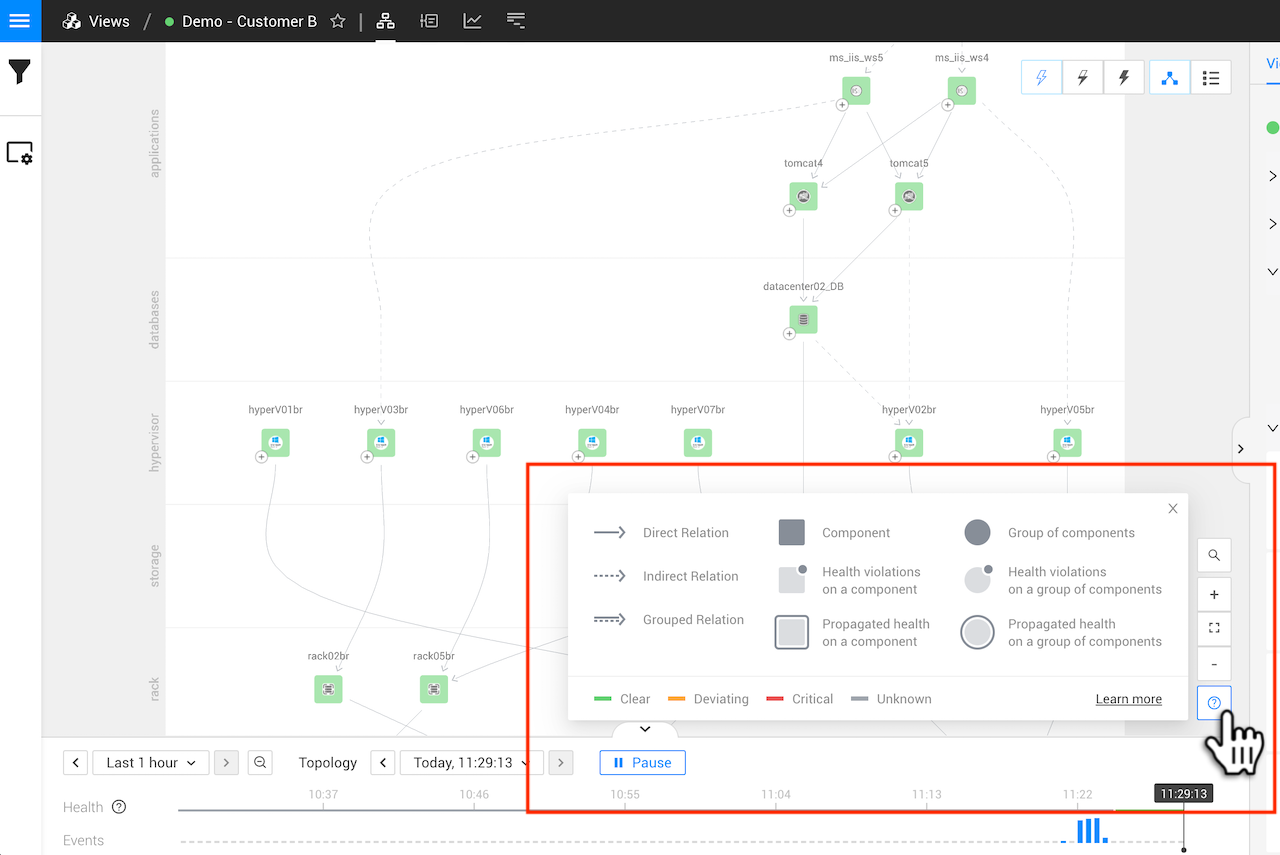 Views / Demo - Customer B
Vi
ms_iis_ws5
ms_iis_ws4
applications
tomcat4
tomcat5
databases
datacenter02_DB
hypervisor
hyperV01br
hyperV03br
hyperV06br
hyperV04br
hyperV07br
hyperV02br
hyperV05br
storage
Direct Relation
Component
Group of components
Indirect Relation
Health violations
on a component
Health violations
on a group of components
Grouped Relation
Propagated health
on a component
Propagated health
on a group of components
rack
rack02br
rack05br
Clear
Deviating
Critical
Unknown
Learn more
Last 1 hour
Topology
Today, 11:29:13
Pause
10:37
10:46
10:55
11:04
11:13
11:22
11:29:13
Health
Events